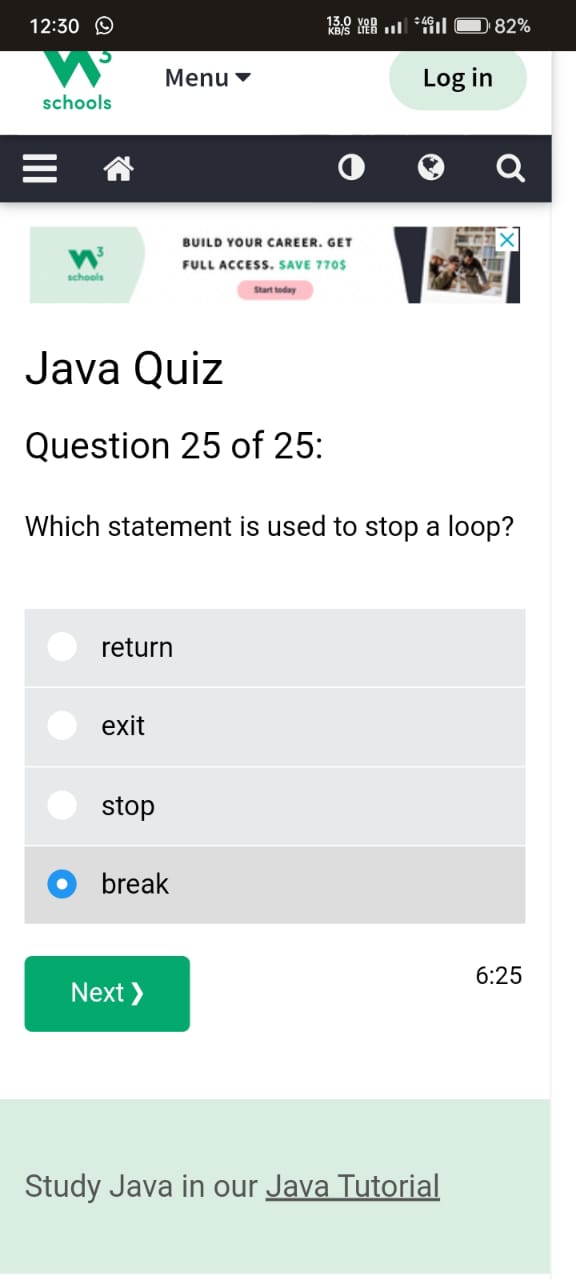 12:30
13.0 KB/S VoD LTE 4G 82%
W3
schools
Menu
Log in
W3
schools
BUILD YOUR CAREER. GET
FULL ACCESS. SAVE 770$
Start today
Java Quiz
Question 25 of 25:
Which statement is used to stop a loop?
return
exit
stop
break
Next ❯
6:25
Study Java in our Java Tutorial